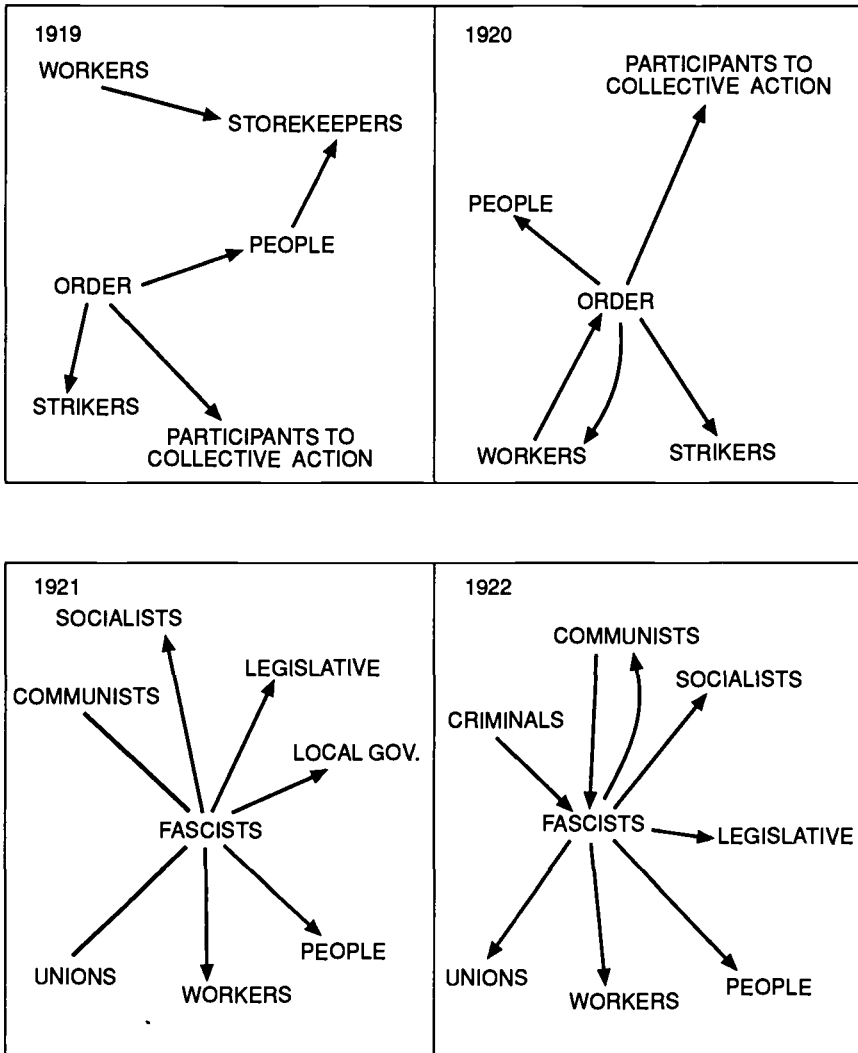 1919
WORKERS
STOREKEEPERS
PEOPLE
ORDER
STRIKERS
PARTICIPANTS TO
COLLECTIVE ACTION
1920
PARTICIPANTS TO
COLLECTIVE ACTION
PEOPLE
ORDER
WORKERS
STRIKERS
1921
SOCIALISTS
LEGISLATIVE
COMMUNISTS
LOCAL GOV.
FASCISTS
PEOPLE
UNIONS
WORKERS
1922
COMMUNISTS
SOCIALISTS
CRIMINALS
FASCISTS
LEGISLATIVE
UNIONS
WORKERS
PEOPLE